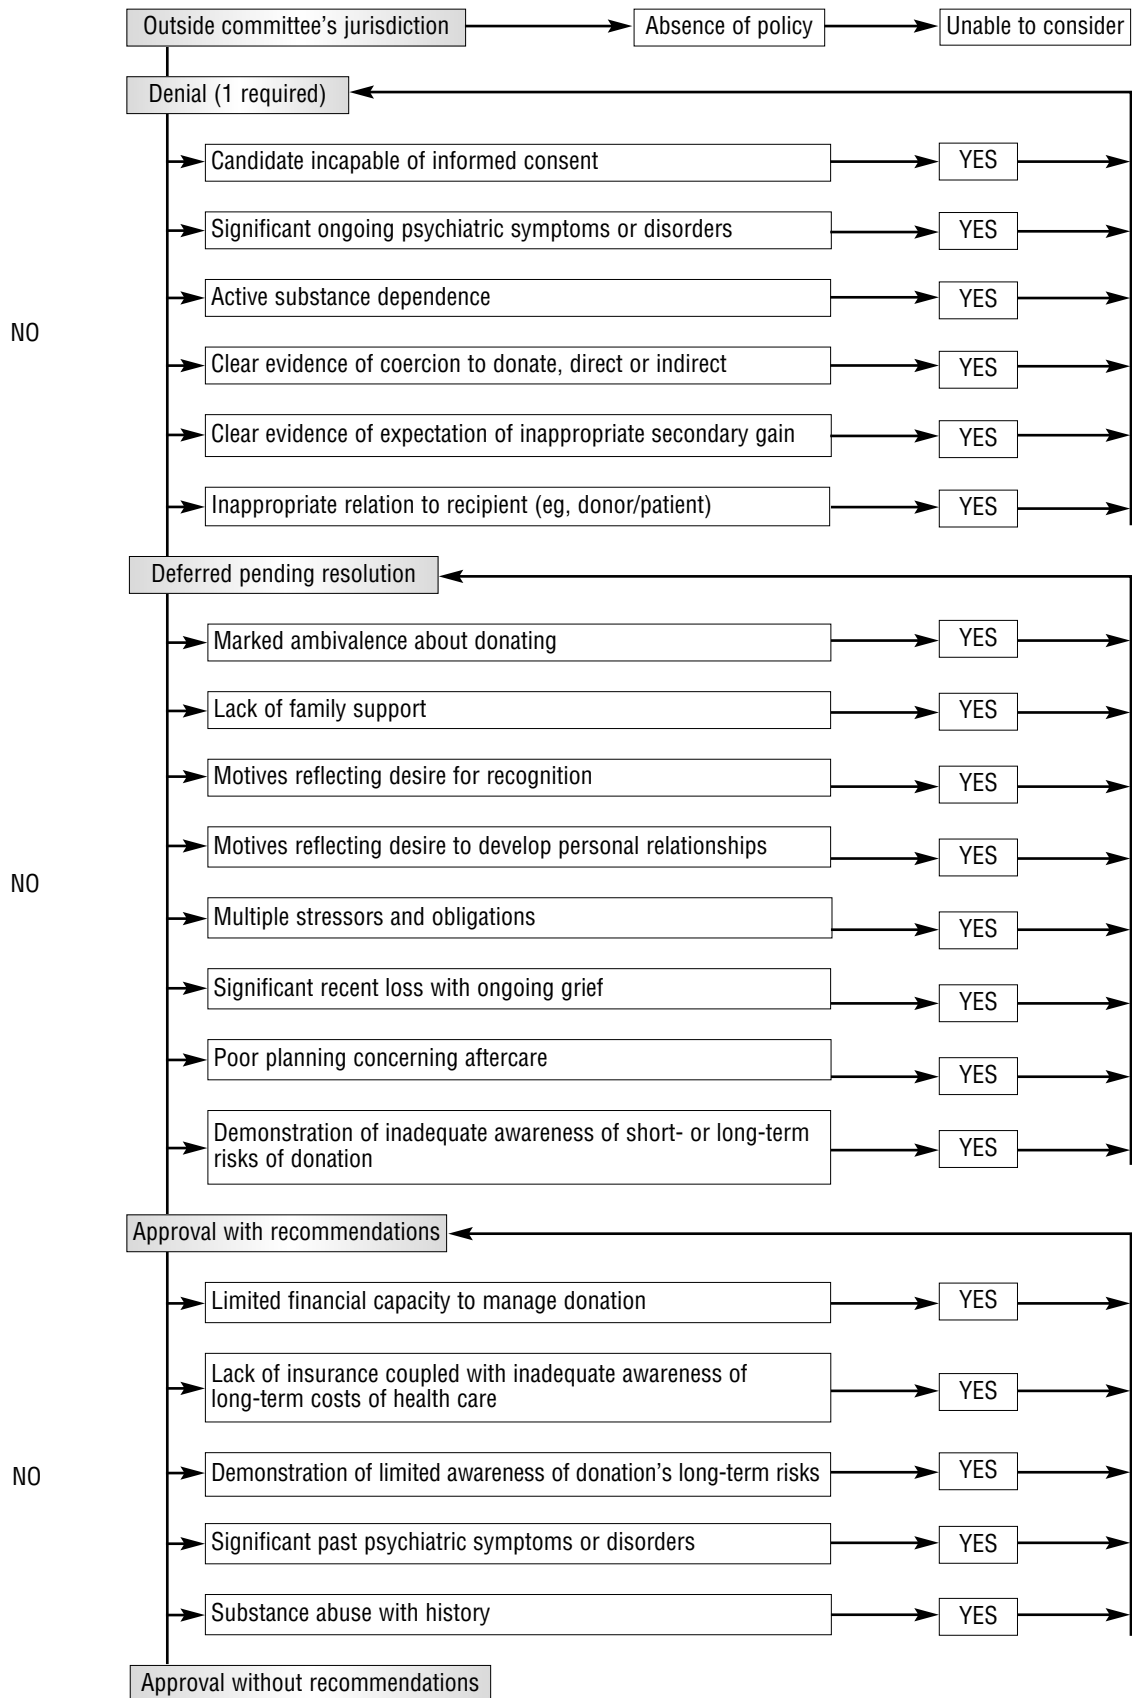 Outside committee's jurisdiction
Absence of policy
Unable to consider
Denial (1 required)
Candidate incapable of informed consent
YES
Significant ongoing psychiatric symptoms or disorders
YES
Active substance dependence
YES
NO
Clear evidence of coercion to donate, direct or indirect
YES
Clear evidence of expectation of inappropriate secondary gain
YES
Inappropriate relation to recipient (eg, donor/patient)
YES
Deferred pending resolution
Marked ambivalence about donating
YES
Lack of family support
YES
Motives reflecting desire for recognition
YES
Motives reflecting desire to develop personal relationships
YES
NO
Multiple stressors and obligations
YES
Significant recent loss with ongoing grief
YES
Poor planning concerning aftercare
YES
Demonstration of inadequate awareness of short- or long-term
risks of donation
YES
Approval with recommendations
Limited financial capacity to manage donation
YES
Lack of insurance coupled with inadequate awareness of
long-term costs of health care
YES
NO
Demonstration of limited awareness of donation's long-term risks
YES
Significant past psychiatric symptoms or disorders
YES
Substance abuse with history
YES
Approval without recommendations